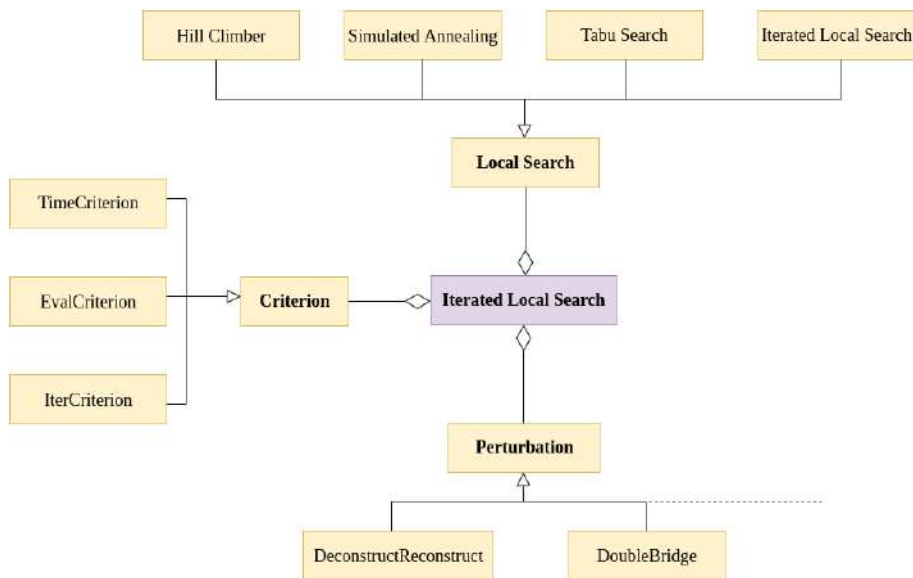 Hill Climber
Simulated Annealing
Tabu Search
Iterated Local Search
Local Search
TimeCriterion
EvalCriterion
Criterion
Iterated Local Search
IterCriterion
Perturbation
DeconstructReconstruct
DoubleBridge